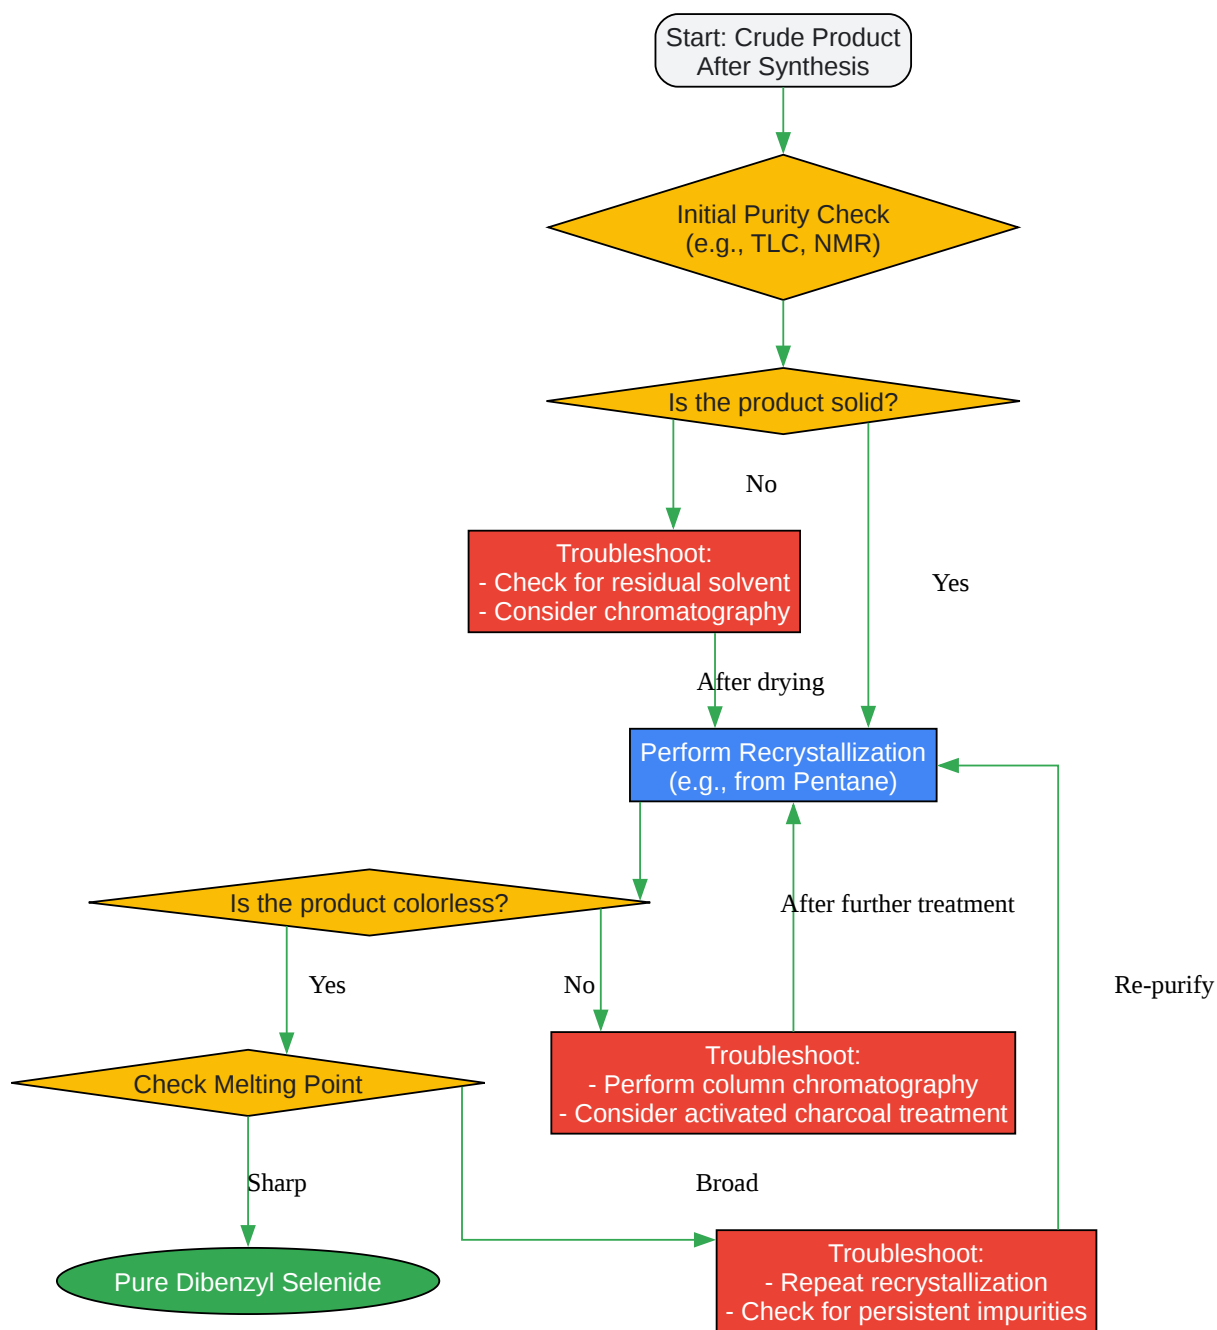 Start: Crude Product
After Synthesis
Initial Purity Check
(e.g., TLC, NMR)
Is the product solid?
No
Troubleshoot:
- Check for residual solvent
- Consider chromatography
Yes
After drying
Perform Recrystallization
(e.g., from Pentane)
Is the product colorless?
After further treatment
Yes
No
Re-purify
Troubleshoot:
- Perform column chromatography
- Consider activated charcoal treatment
Check Melting Point
Sharp
Broad
Pure Dibenzyl Selenide
Troubleshoot:
- Repeat recrystallization
- Check for persistent impurities